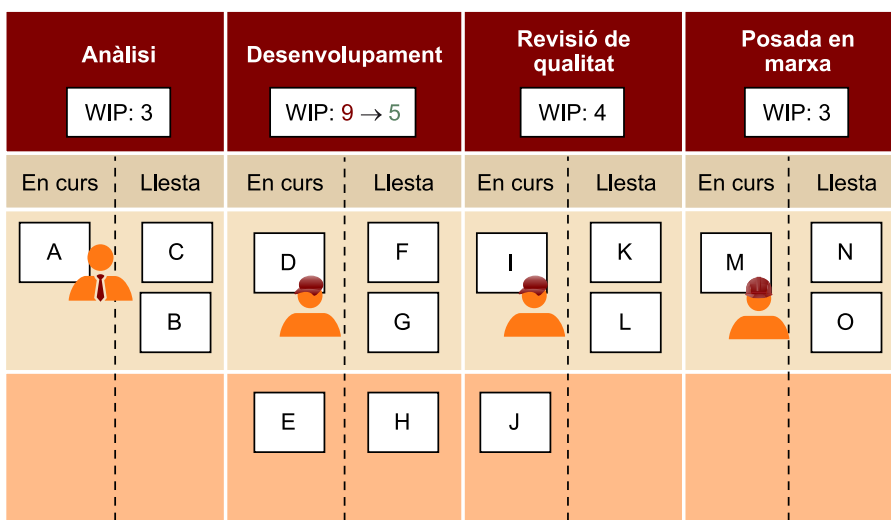 Anàlisi
WIP: 3
Desenvolupament
WIP: 9 → 5
Revisió de
qualitat
WIP: 4
Posada en
marxa
WIP: 3
En curs
Llesta
En curs
Llesta
En curs
Llesta
En curs
Llesta
A
C
B
D
F
G
I
K
L
M
N
O
E
H
J